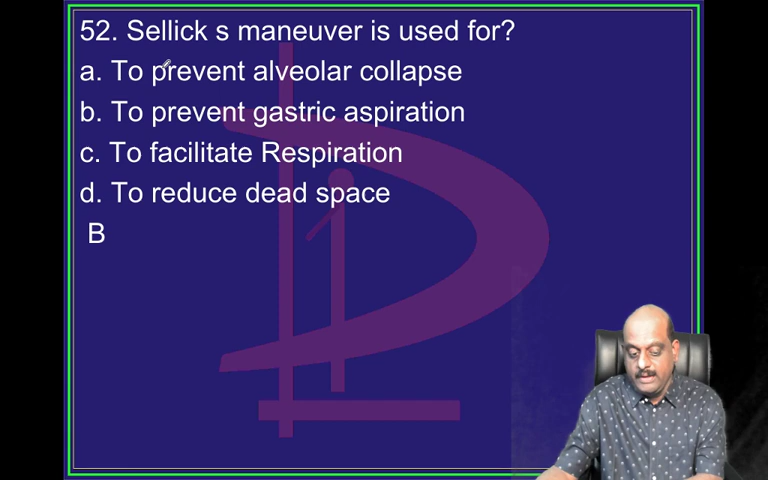 52. Sellick s maneuver is used for?
a. To prevent alveolar collapse
b. To prevent gastric aspiration
c. To facilitate Respiration
d. To reduce dead space
B